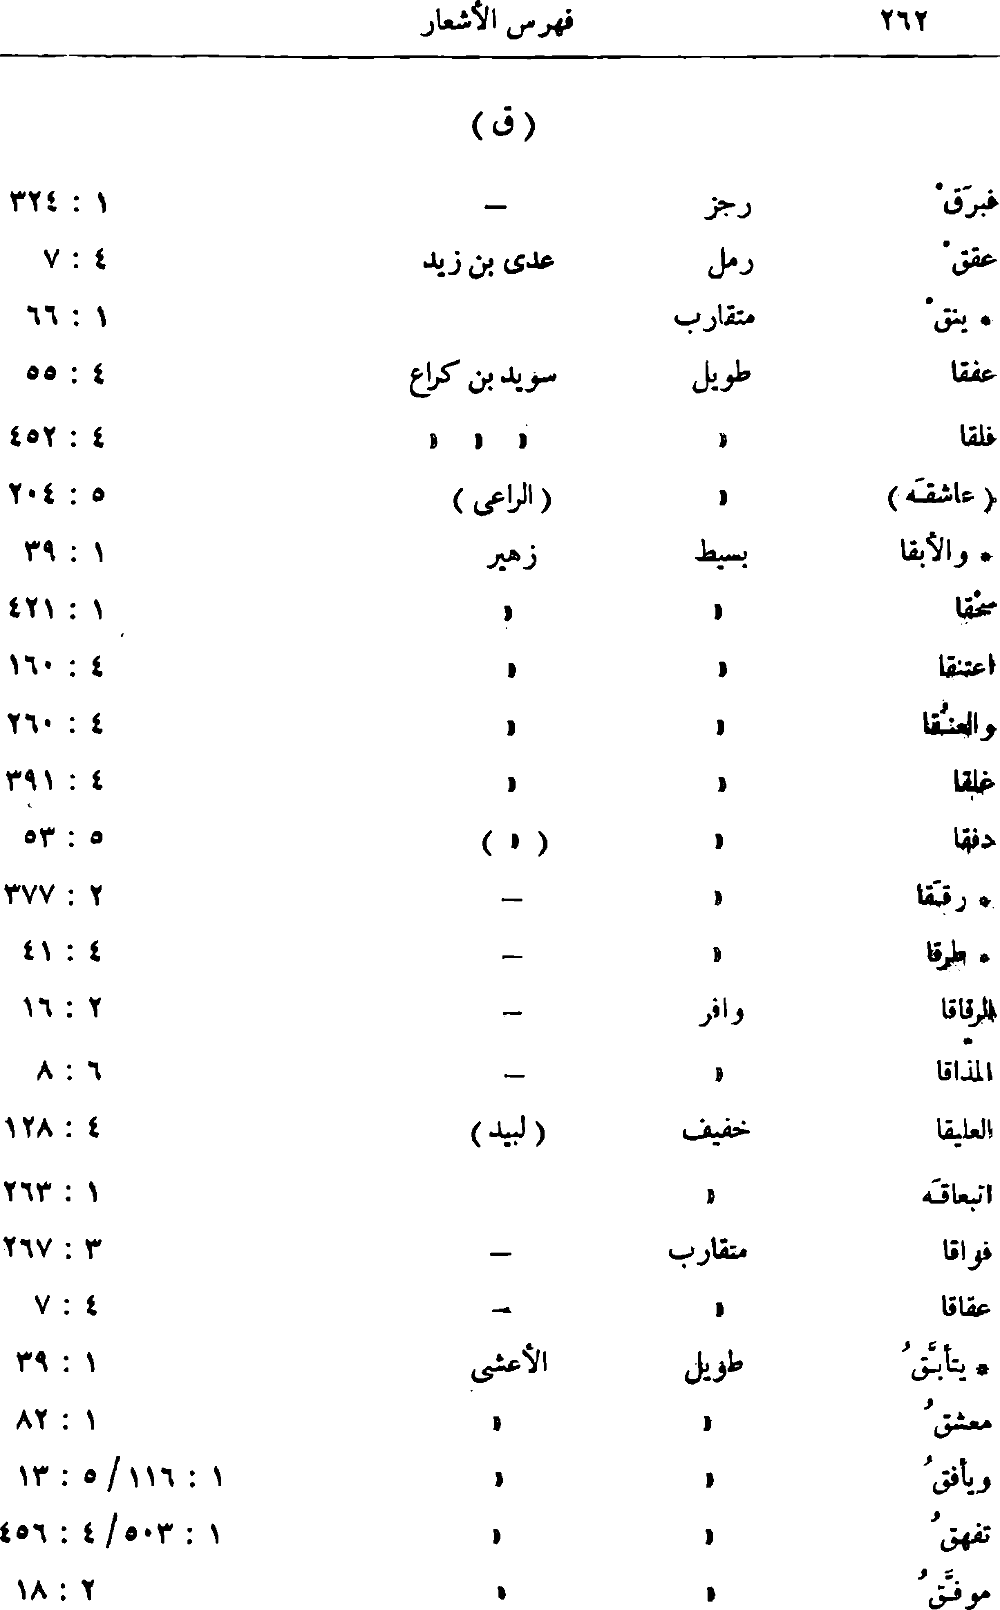 ٢٦٢ فهرس الأشعار
( ق )
فبرَقْ رجز — ١ : ٣٢٤
عققْ رمل عدى بن زيد ٤ : ٧
* ينقْ متقارب ١ : ٦٦
عفقا طويل سويد بن كراع ٤ : ٥٥
فلقا » » » » ٤ : ٤٥٢
( عاشقَه ) » ( الراعى ) ٥ : ٢٠٤
* والأبقا بسيط زهير ١ : ٣٩
سحْقا » » ١ : ٤٢١
اعتنقا » » ٤ : ١٦٠
والعنُقا » » ٤ : ٢٦٠
غلقا » » ٤ : ٣٩١
دفقا » ( » ) ٥ : ٥٣
* رقَقا » — ٢ : ٣٧٧
* طرقا » — ٤ : ٤١
الرقاقا وافر — ٢ : ١٦
المذاقا » — ٦ : ٨
العليقا خفيف ( لبيد ) ٤ : ١٢٨
انبعاقَه » ١ : ٢٦٣
فواقا متقارب — ٣ : ٢٦٧
عقاقا » — ٤ : ٧
* يتأبَّقُ طويل الأعشى ١ : ٣٩
معشقُ » » ١ : ٨٢
ويأفقُ » » ١ : ١١٦/ ٥ : ١٣
تفهقُ » » ١ : ٥٠٣/ ٤ : ٤٥٦
موفَّقُ » » ٢ : ١٨